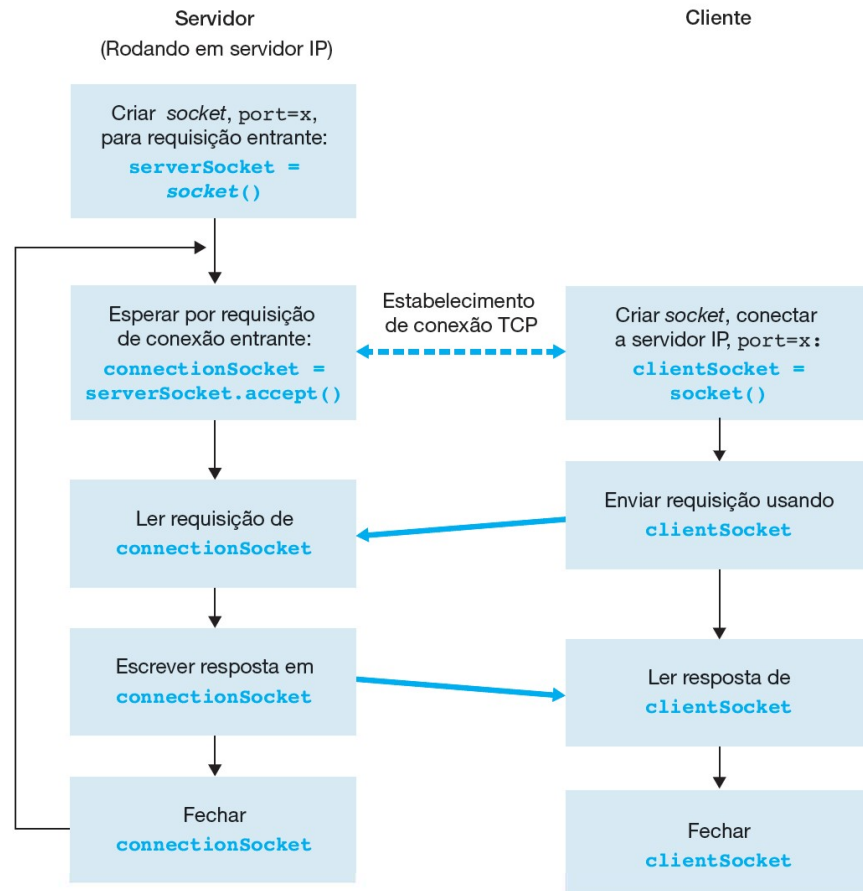 Servidor
(Rodando em servidor IP)
Cliente
Criar socket, port=x,
para requisição entrante:
serverSocket =
socket()
Esperar por requisição
de conexão entrante:
connectionSocket =
serverSocket.accept()
Estabelecimento
de conexão TCP
Criar socket, conectar
a servidor IP, port=x:
clientSocket =
socket()
Ler requisição de
connectionSocket
Enviar requisição usando
clientSocket
Escrever resposta em
connectionSocket
Ler resposta de
clientSocket
Fechar
connectionSocket
Fechar
clientSocket